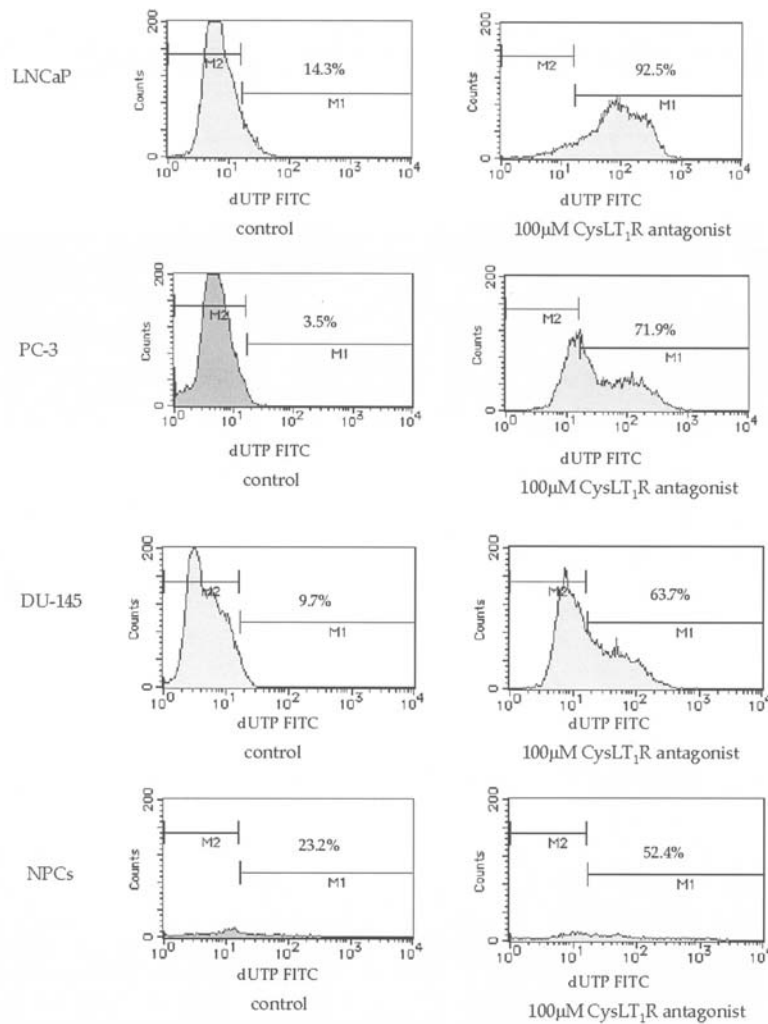 LNCaP
200
Counts
0
M2
14.3%
M1
10^0 10^1 10^2 10^3 10^4
dUTP FITC
control
200
Counts
0
M2
92.5%
M1
10^0 10^1 10^2 10^3 10^4
dUTP FITC
100μM CysLT₁R antagonist
PC-3
200
Counts
0
M2
3.5%
M1
10^0 10^1 10^2 10^3 10^4
dUTP FITC
control
200
Counts
0
M2
71.9%
M1
10^0 10^1 10^2 10^3 10^4
dUTP FITC
100μM CysLT₁R antagonist
DU-145
200
Counts
0
M2
9.7%
M1
10^0 10^1 10^2 10^3 10^4
dUTP FITC
control
200
Counts
0
M2
63.7%
M1
10^0 10^1 10^2 10^3 10^4
dUTP FITC
100μM CysLT₁R antagonist
NPCs
200
Counts
0
M2
23.2%
M1
10^0 10^1 10^2 10^3 10^4
dUTP FITC
control
200
Counts
0
M2
52.4%
M1
10^0 10^1 10^2 10^3 10^4
dUTP FITC
100μM CysLT₁R antagonist